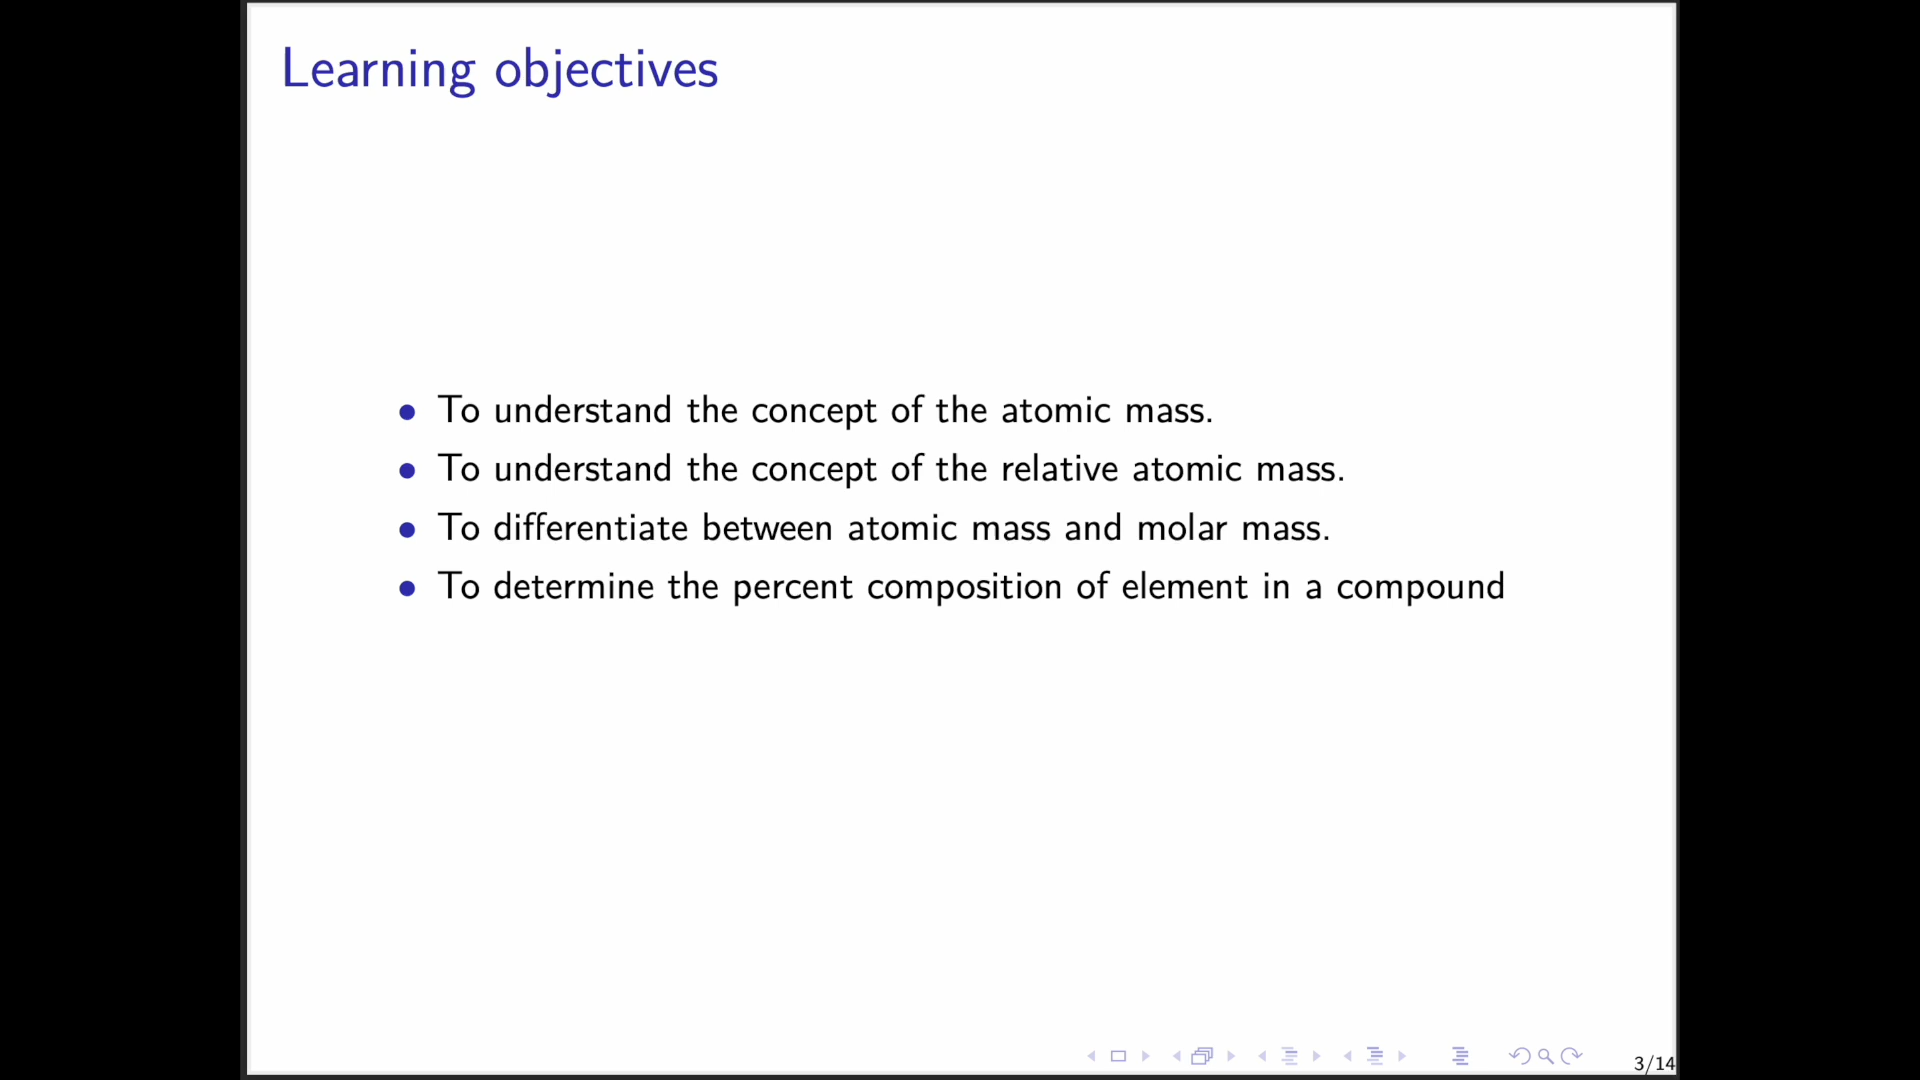 Learning objectives
• To understand the concept of the atomic mass.
• To understand the concept of the relative atomic mass.
• To differentiate between atomic mass and molar mass.
• To determine the percent composition of element in a compound
3/14